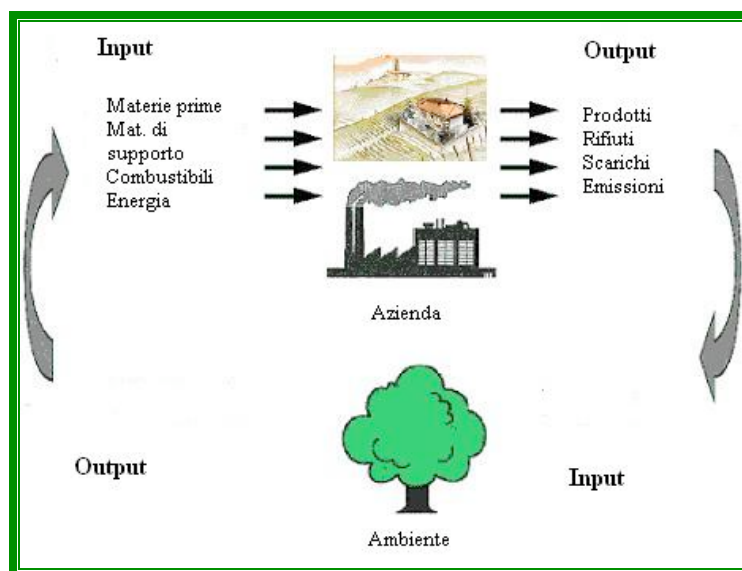 Input
Output
Materie prime
Mat. di
supporto
Combustibili
Energia
Prodotti
Rifiuti
Scarichi
Emissioni
Azienda
Output
Input
Ambiente